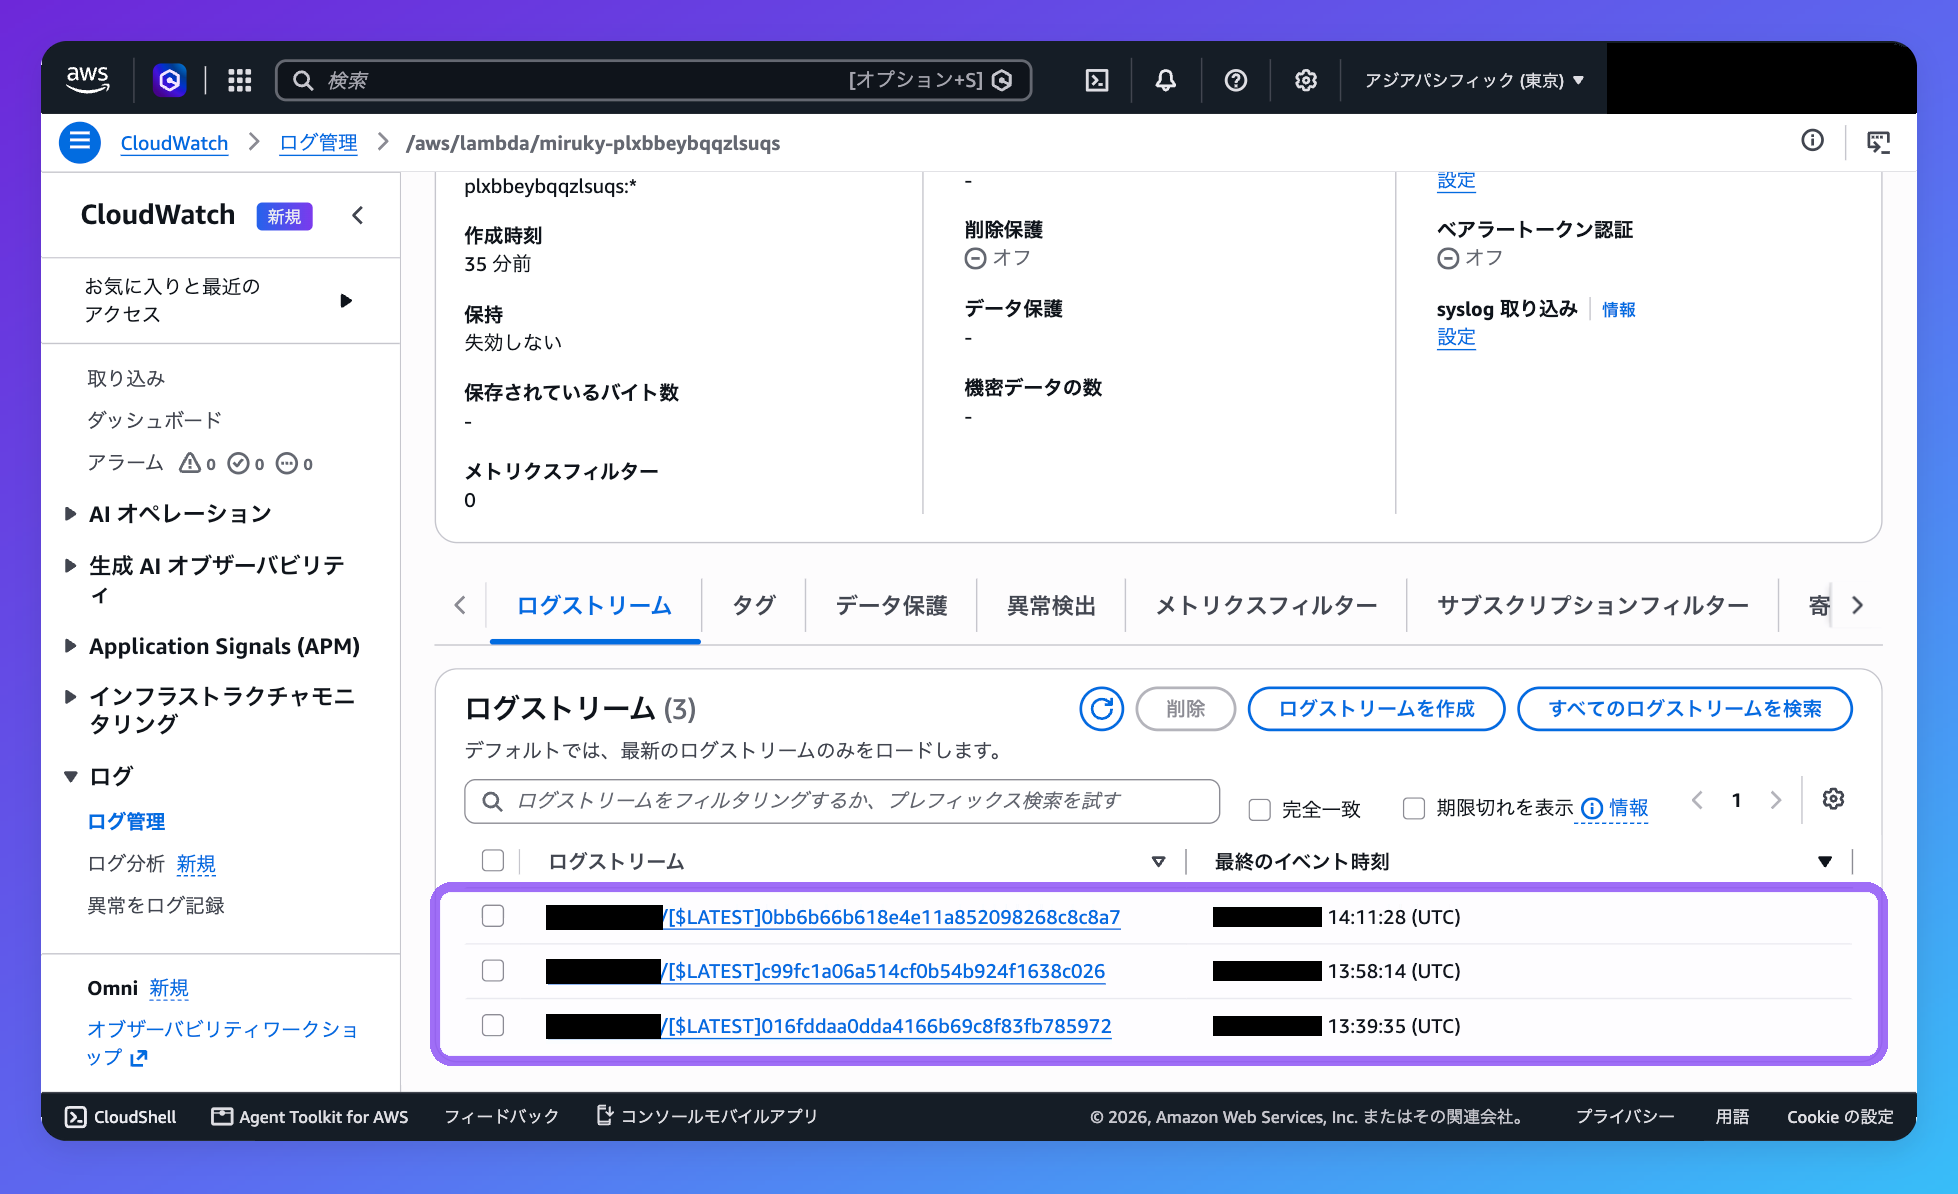 aws
検索
[オプション+S]
アジアパシフィック (東京) ▼
CloudWatch
ログ管理
/aws/lambda/miruky-plxbbeybqqzlsuqs
CloudWatch 新規
お気に入りと最近の
アクセス
取り込み
ダッシュボード
アラーム 0 0 0
AI オペレーション
生成 AI オブザーバビリテ
ィ
Application Signals (APM)
インフラストラクチャモニ
タリング
ログ
ログ管理
ログ分析 新規
異常をログ記録
Omni 新規
オブザーバビリティワークショ
ップ
plxbbeybqqzlsuqs:*
作成時刻
35 分前
保持
失効しない
保存されているバイト数
-
メトリクスフィルター
0
-
削除保護
オフ
データ保護
-
機密データの数
-
設定
ベアラートークン認証
オフ
syslog 取り込み 情報
設定
ログストリーム
タグ
データ保護
異常検出
メトリクスフィルター
サブスクリプションフィルター
寄
ログストリーム (3)
削除
ログストリームを作成
すべてのログストリームを検索
デフォルトでは、最新のログストリームのみをロードします。
ログストリームをフィルタリングするか、プレフィックス検索を試す
完全一致
期限切れを表示 情報
1
ログストリーム
最終のイベント時刻
/[$LATEST]0bb6b66b618e4e11a852098268c8c8a7 14:11:28 (UTC)
/[$LATEST]c99fc1a06a514cf0b54b924f1638c026 13:58:14 (UTC)
/[$LATEST]016fddaa0dda4166b69c8f83fb785972 13:39:35 (UTC)
CloudShell
Agent Toolkit for AWS
フィードバック
コンソールモバイルアプリ
© 2026, Amazon Web Services, Inc. またはその関連会社。
プライバシー
用語
Cookie の設定